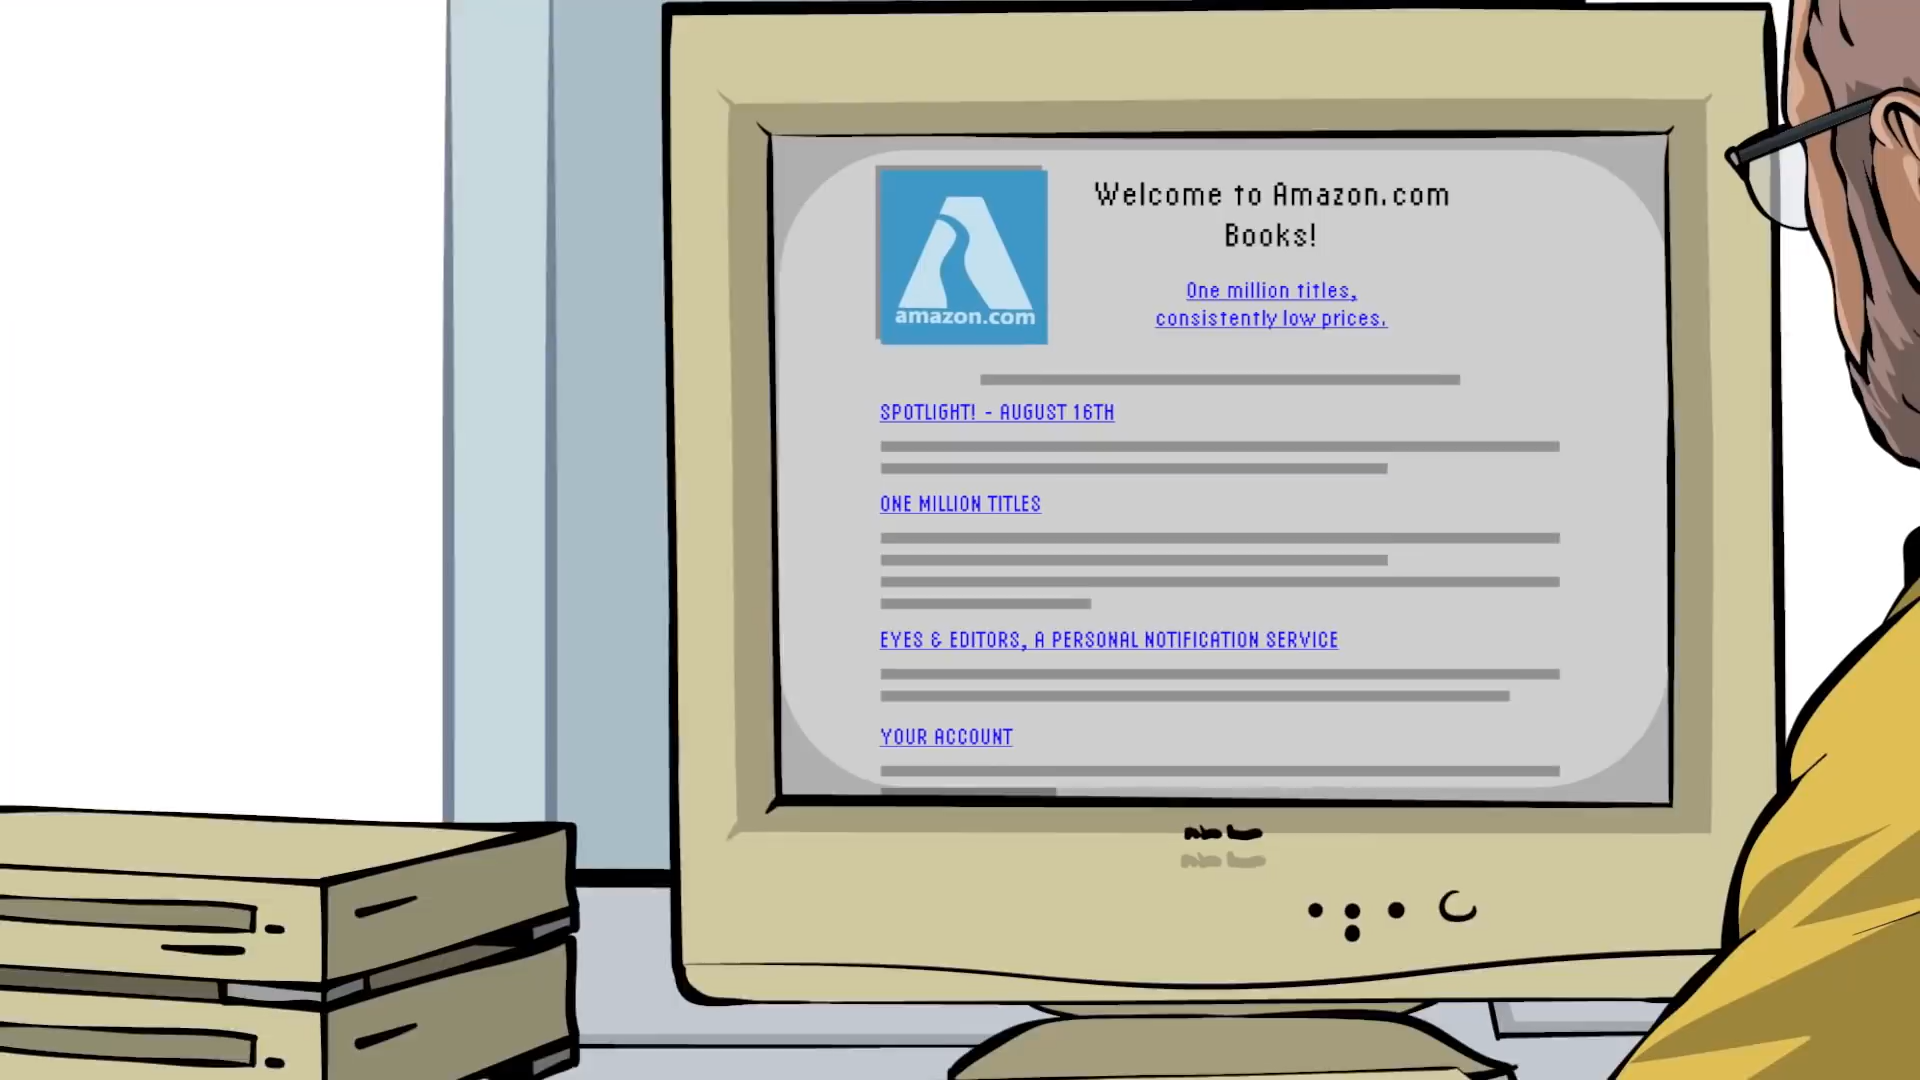 amazon.com
Welcome to Amazon.com
Books!
One million titles,
consistently low prices.
SPOTLIGHT! - AUGUST 16TH
ONE MILLION TITLES
EYES & EDITORS, A PERSONAL NOTIFICATION SERVICE
YOUR ACCOUNT